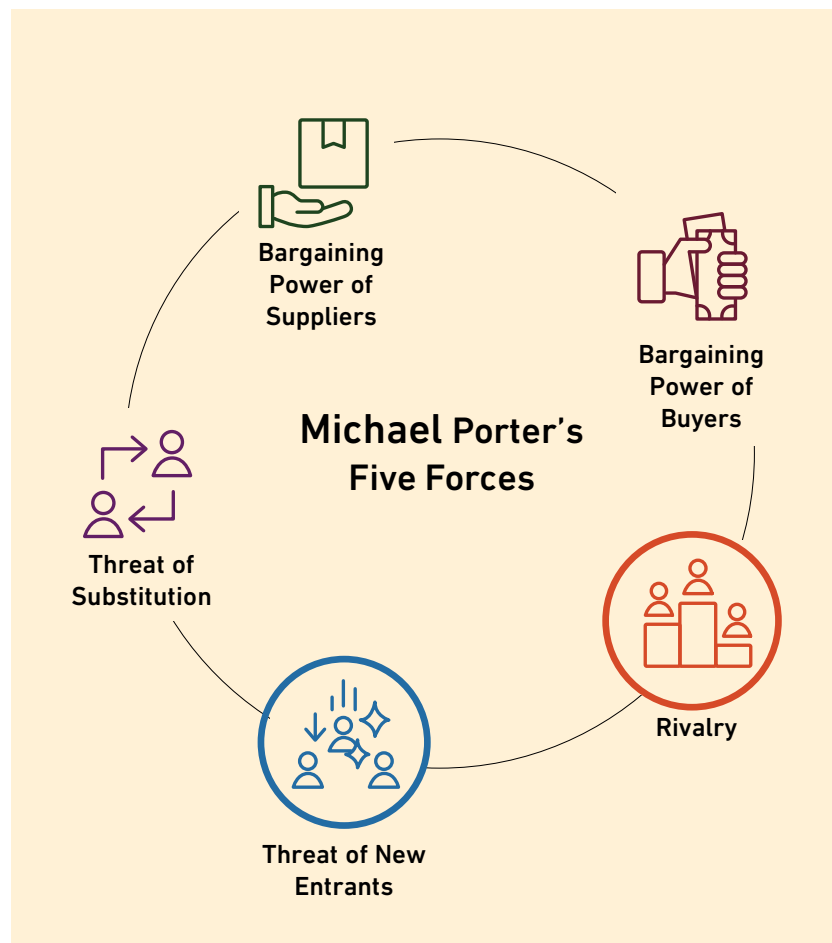 Michael Porter's
Five Forces
Bargaining
Power of
Suppliers
Bargaining
Power of
Buyers
Rivalry
Threat of New
Entrants
Threat of
Substitution